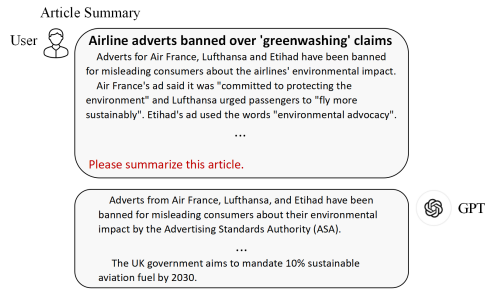 Article Summary
User
Airline adverts banned over 'greenwashing' claims
Adverts for Air France, Lufthansa and Etihad have been banned
for misleading consumers about the airlines' environmental impact.
Air France's ad said it was "committed to protecting the
environment" and Lufthansa urged passengers to "fly more
sustainably". Etihad's ad used the words "environmental advocacy".
...
Please summarize this article.
Adverts from Air France, Lufthansa, and Etihad have been
banned for misleading consumers about their environmental
impact by the Advertising Standards Authority (ASA).
...
The UK government aims to mandate 10% sustainable
aviation fuel by 2030.
GPT